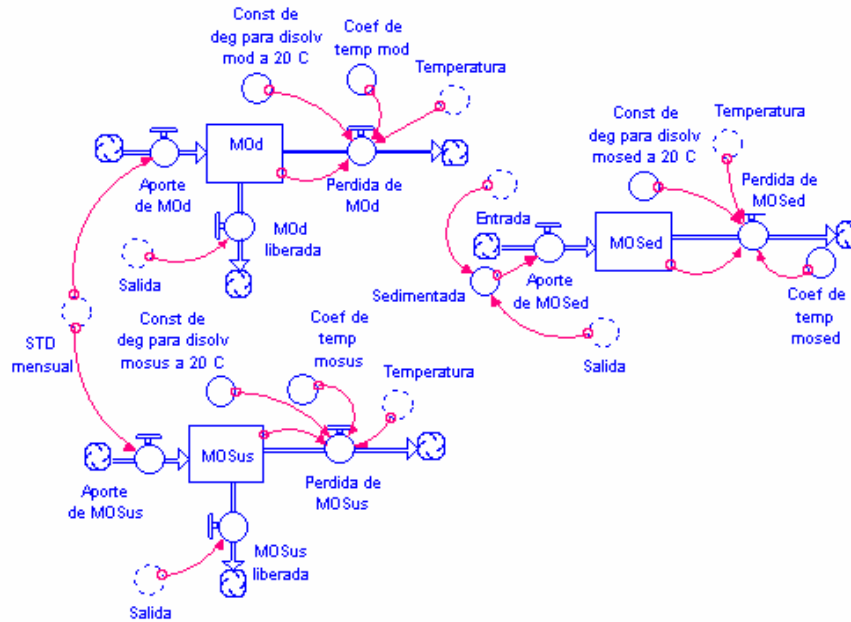 Const de
deg para disolv
mod a 20 C
Coef de
temp mod
Temperatura
MOd
Aporte
de MOd
Perdida de
MOd
MOd
liberada
Salida
STD
mensual
Const de
deg para disolv
mosed a 20 C
Temperatura
Perdida de
MOSed
Entrada
MOSed
Sedimentada
Aporte
de MOSed
Coef de
temp
mosed
Salida
Const de
deg para disolv
mosus a 20 C
Coef de
temp
mosus
Temperatura
MOSus
Aporte
de MOSus
Perdida de
MOSus
MOSus
liberada
Salida